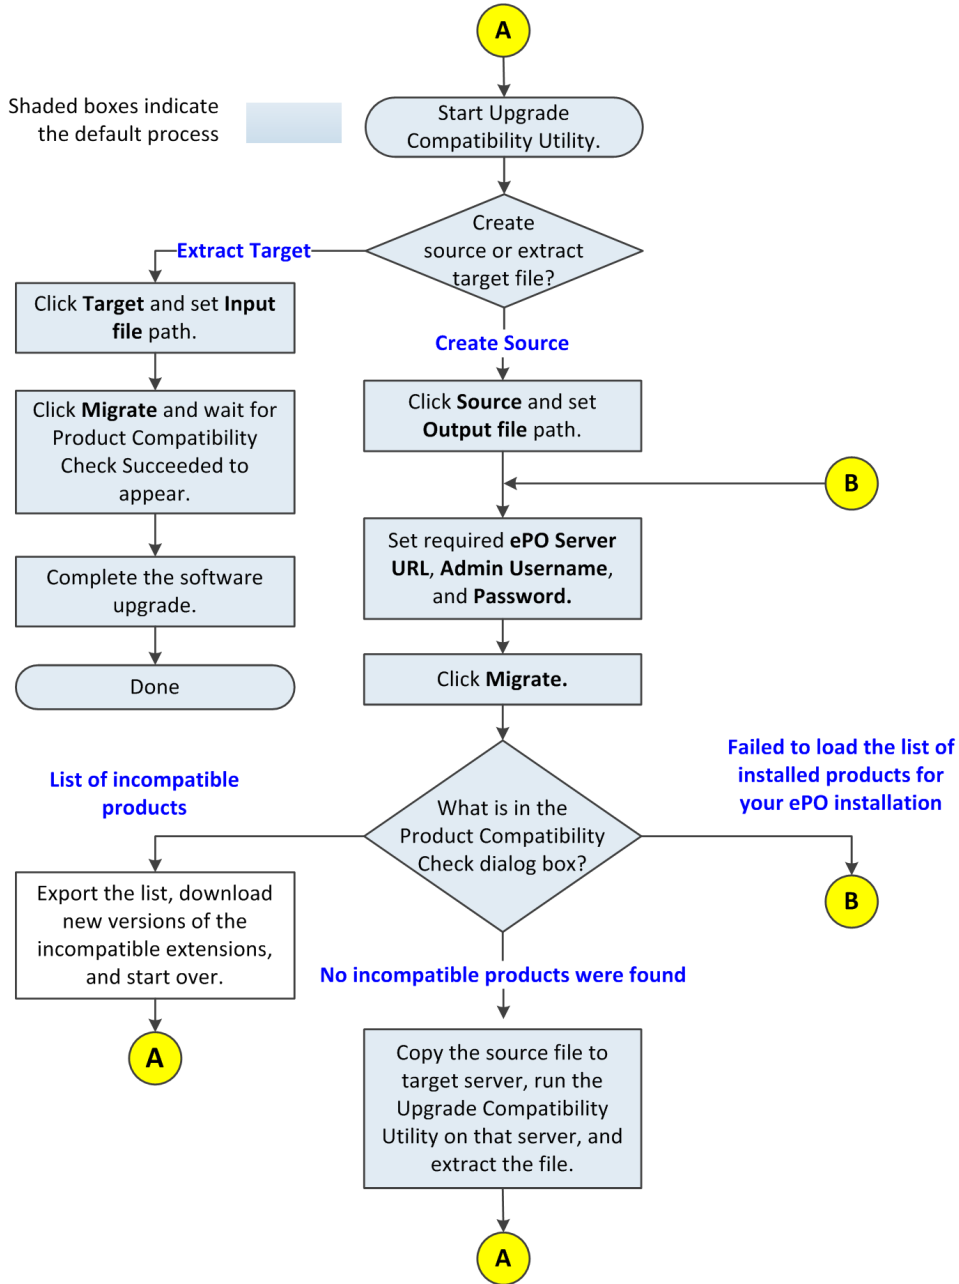 A
Shaded boxes indicate
the default process
Start Upgrade
Compatibility Utility.
Create
source or extract
target file?
Extract Target
Click Target and set Input
file path.
Create Source
Click Migrate and wait for
Product Compatibility
Check Succeeded to
appear.
Click Source and set
Output file path.
B
Set required ePO Server
URL, Admin Username,
and Password.
Complete the software
upgrade.
Done
Click Migrate.
List of incompatible
products
What is in the
Product Compatibility
Check dialog box?
Failed to load the list of
installed products for
your ePO installation
Export the list, download
new versions of the
incompatible extensions,
and start over.
B
No incompatible products were found
A
Copy the source file to
target server, run the
Upgrade Compatibility
Utility on that server, and
extract the file.
A